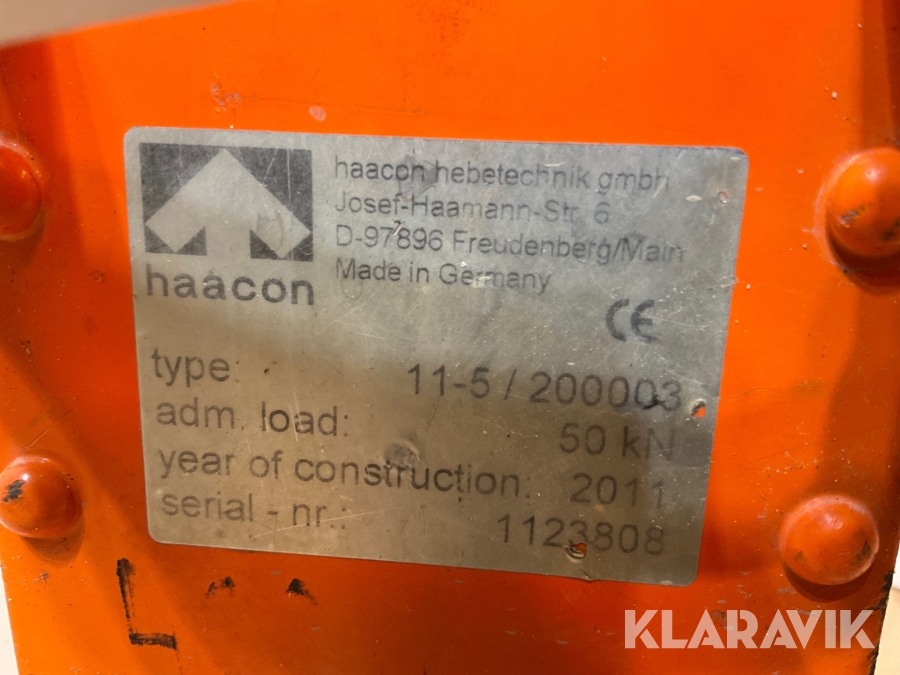 haacon hebetechnik gmbh
Josef-Haamann-Str. 6
D-97896 Freudenberg/Main
Made in Germany
haacon
CE
type: 11-5 / 200003
adm. load: 50 kN
year of construction: 2011
serial - nr.: 1123808
KLARAVIK